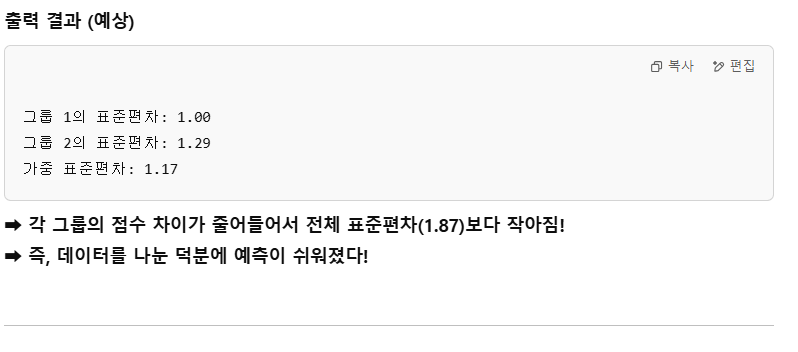 출력 결과 (예상)
복사 편집
그룹 1의 표준편차: 1.00
그룹 2의 표준편차: 1.29
가중 표준편차: 1.17
➡ 각 그룹의 점수 차이가 줄어들어서 전체 표준편차(1.87)보다 작아짐!
➡ 즉, 데이터를 나눈 덕분에 예측이 쉬워졌다!